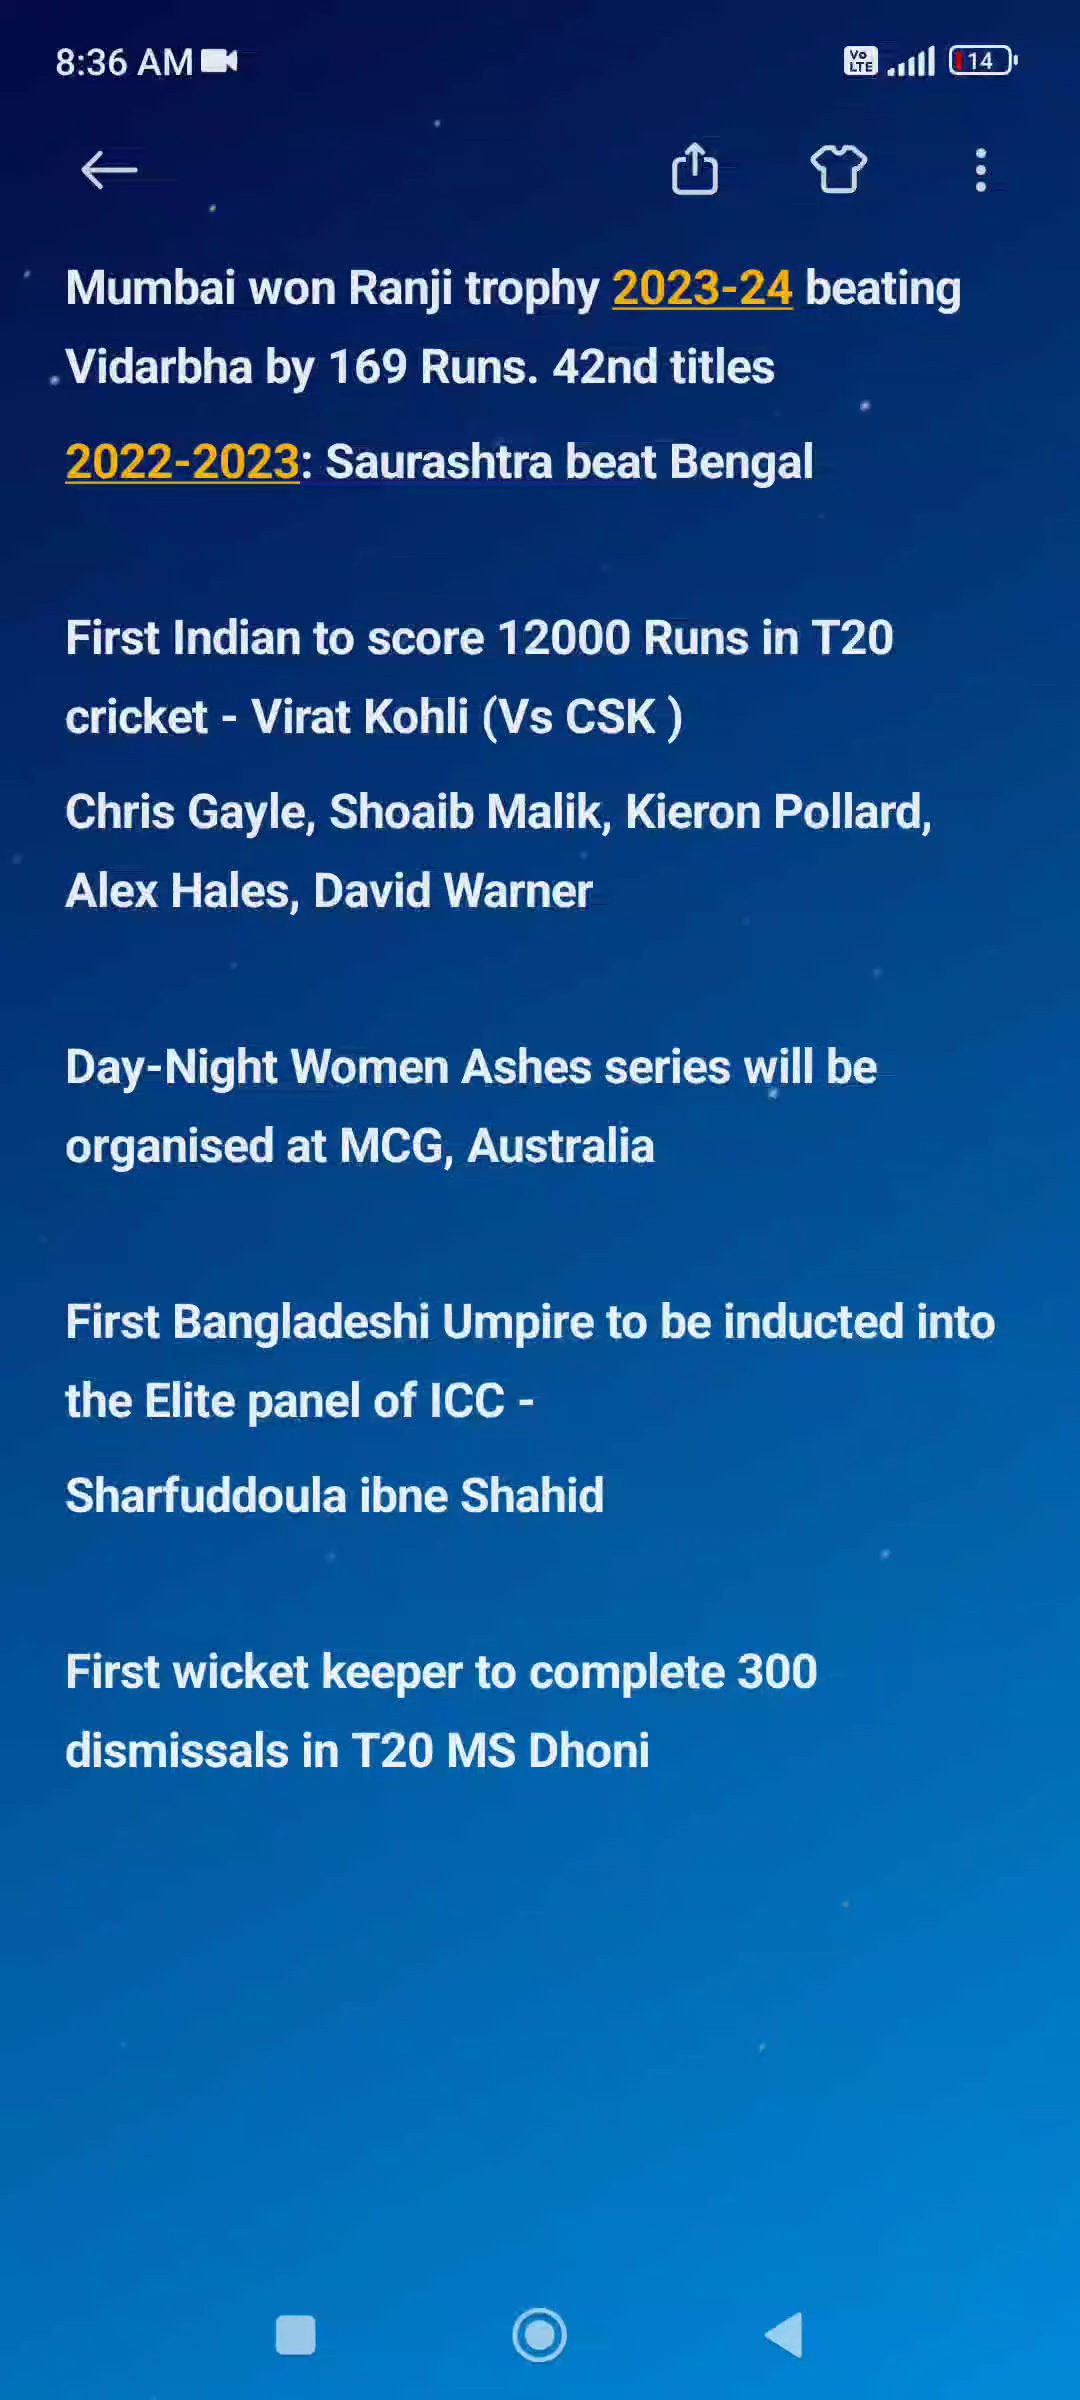 8:36 AM
Vo LTE
14
Mumbai won Ranji trophy 2023-24 beating
Vidarbha by 169 Runs. 42nd titles
2022-2023: Saurashtra beat Bengal
First Indian to score 12000 Runs in T20
cricket - Virat Kohli (Vs CSK )
Chris Gayle, Shoaib Malik, Kieron Pollard,
Alex Hales, David Warner
Day-Night Women Ashes series will be
organised at MCG, Australia
First Bangladeshi Umpire to be inducted into
the Elite panel of ICC -
Sharfuddoula ibne Shahid
First wicket keeper to complete 300
dismissals in T20 MS Dhoni